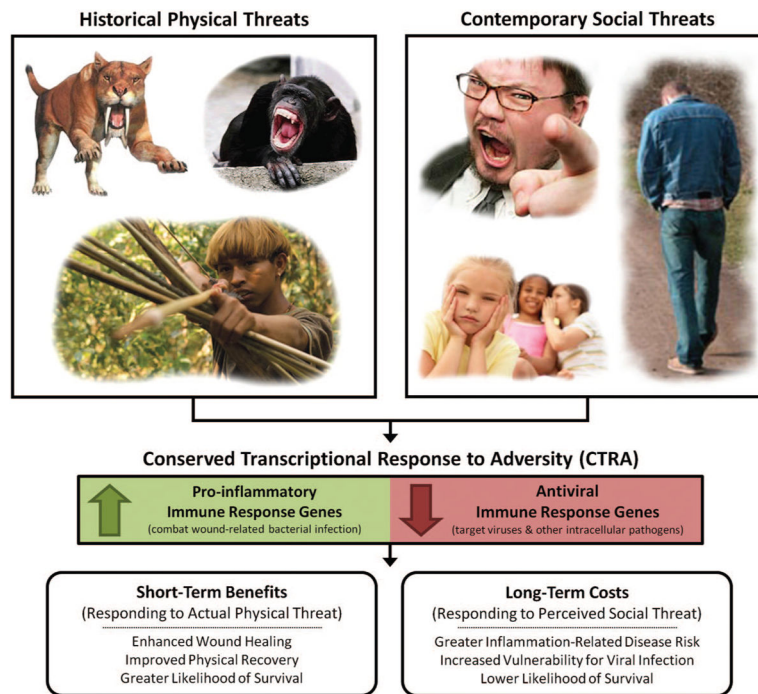 Historical Physical Threats
Contemporary Social Threats
Conserved Transcriptional Response to Adversity (CTRA)
Pro-inflammatory
Immune Response Genes
(combat wound-related bacterial infection)
Antiviral
Immune Response Genes
(target viruses & other intracellular pathogens)
Short-Term Benefits
(Responding to Actual Physical Threat)
Enhanced Wound Healing
Improved Physical Recovery
Greater Likelihood of Survival
Long-Term Costs
(Responding to Perceived Social Threat)
Greater Inflammation-Related Disease Risk
Increased Vulnerability for Viral Infection
Lower Likelihood of Survival